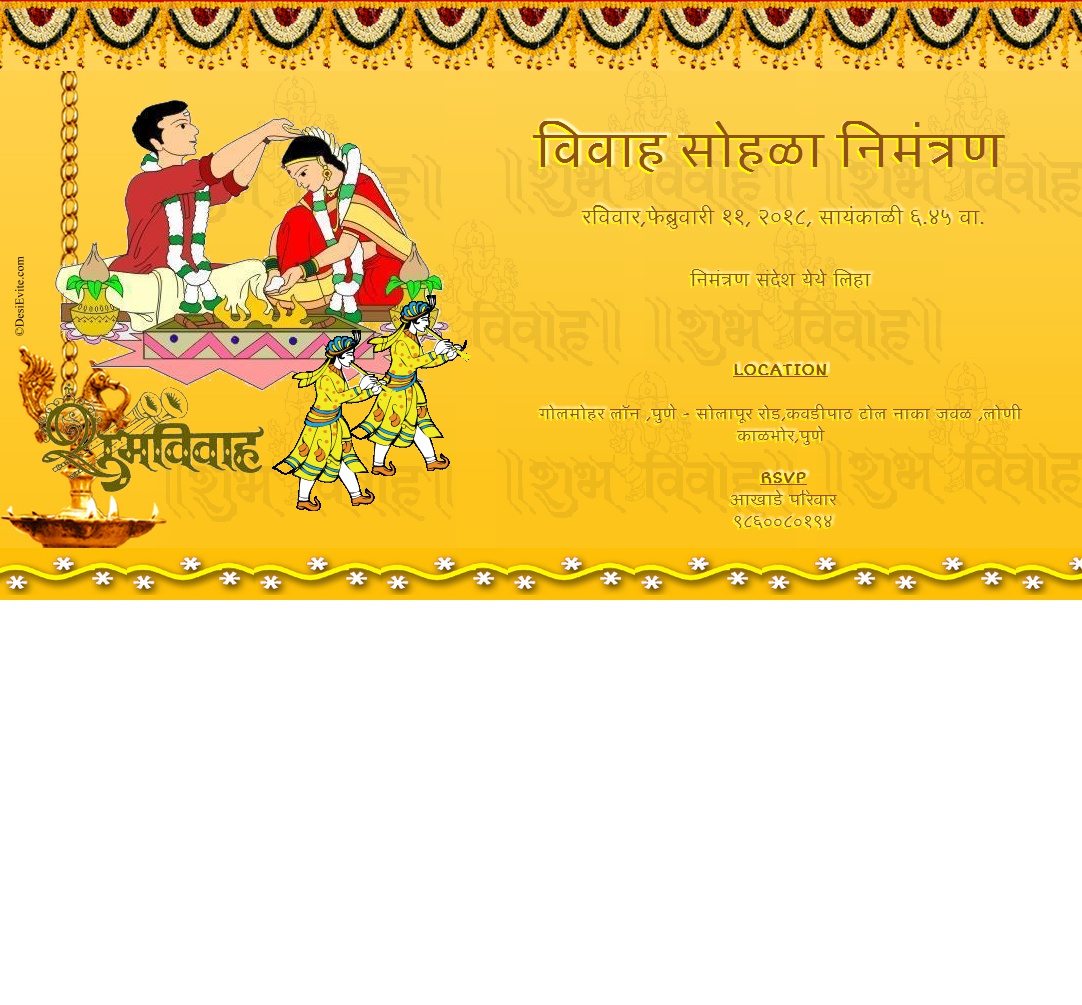 विवाह सोहळा निमंत्रण
रविवार,फेब्रुवारी ११, २०१८, सायंकाळी ६.४५ वा.
निमंत्रण संदेश येथे लिहा
LOCATION
गोलमोहर लॉन ,पुणे - सोलापूर रोड,कवडीपाठ टोल नाका जवळ ,लोणी
काळभोर,पुणे
RSVP
आखाडे परिवार
९८६००८०१९४
शुभविवाह
©DesiEvite.com
॥शुभ विवाह॥